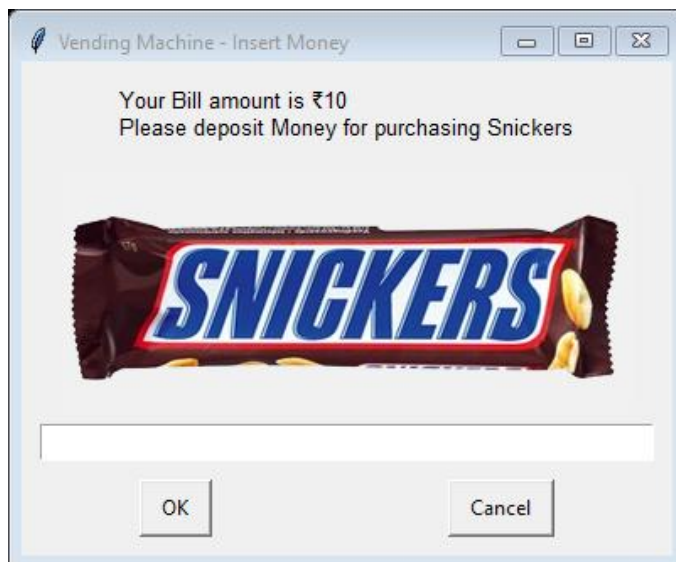 Vending Machine - Insert Money
Your Bill amount is ₹10
Please deposit Money for purchasing Snickers
SNICKERS
OK
Cancel